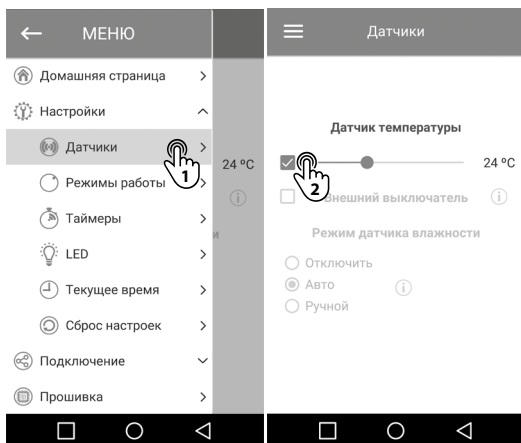 МЕНЮ
Домашняя страница
Настройки
Датчики
1
Режимы работы
Таймеры
LED
Текущее время
Сброс настроек
Подключение
Прошивка
24 ºC
и
Датчики
Датчик температуры
24 ºC
2
Внешний выключатель
Режим датчика влажности
Отключить
Авто
Ручной